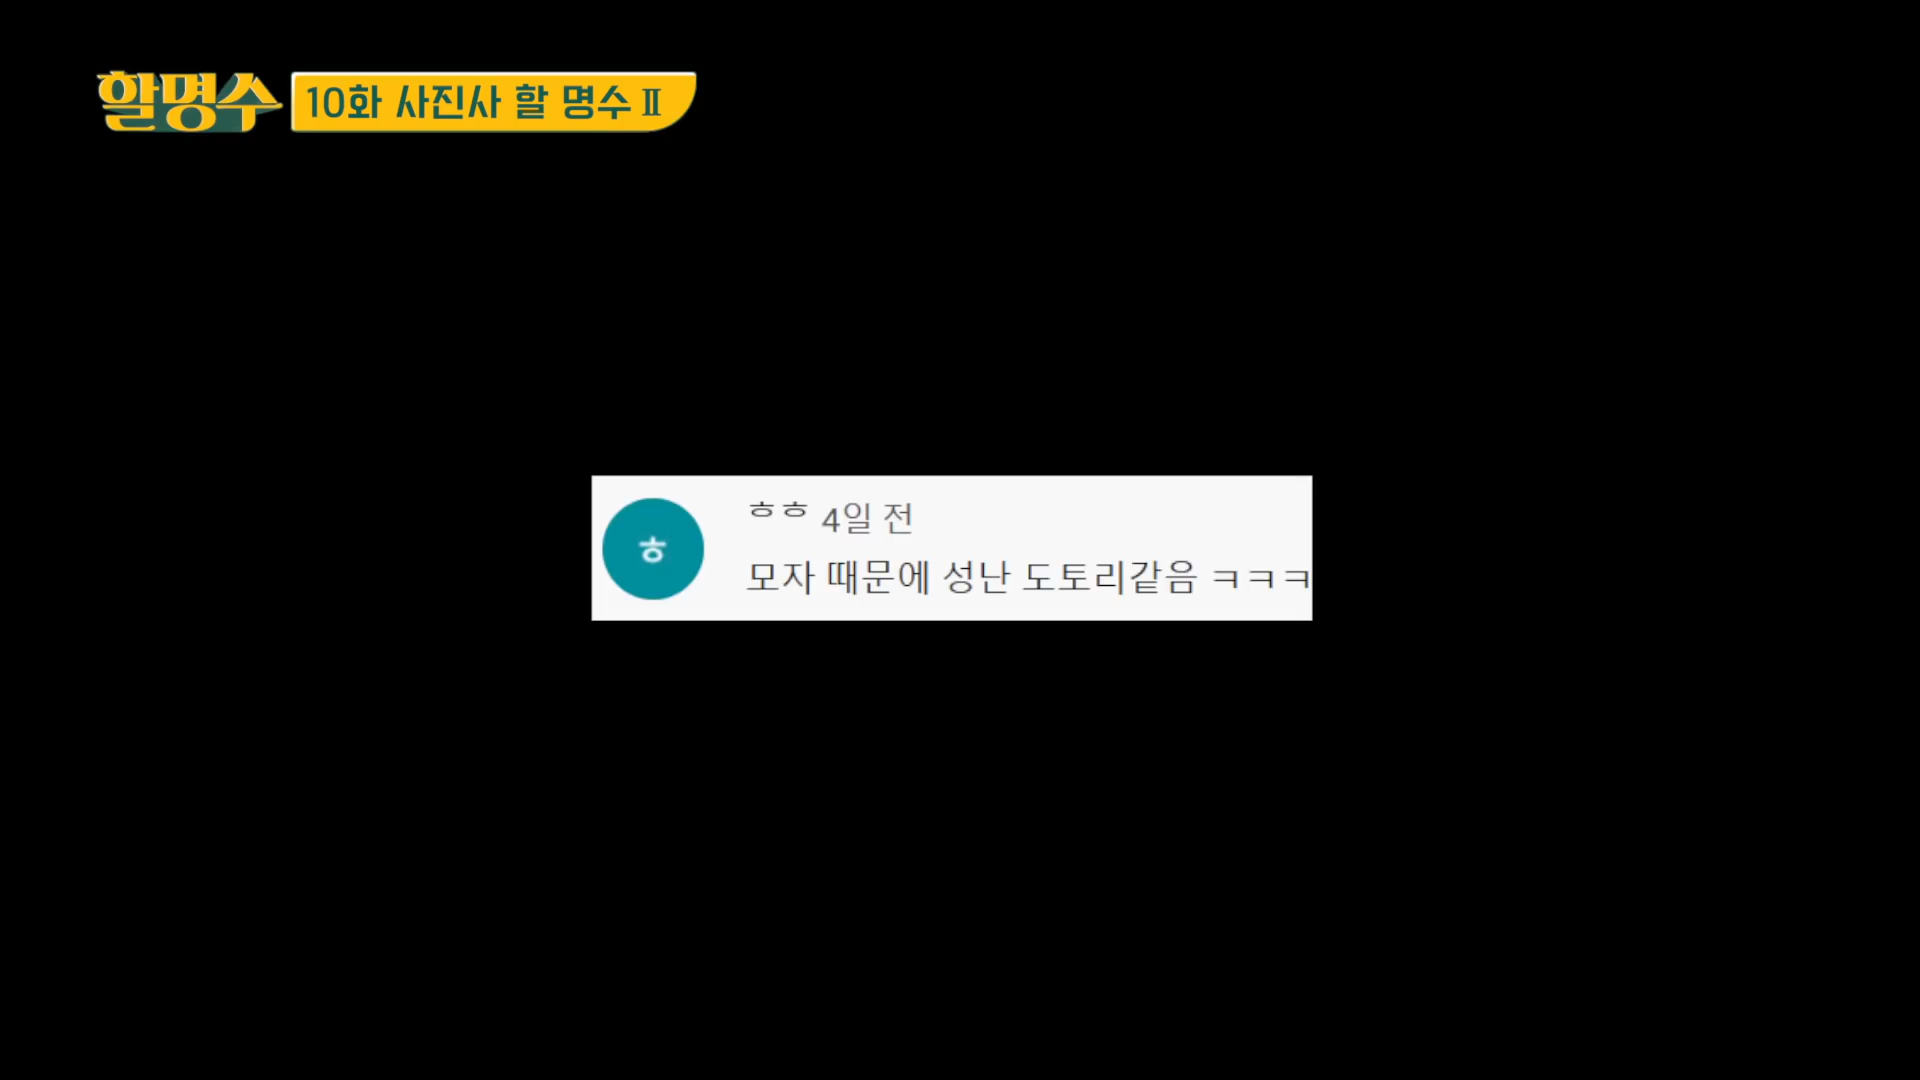 할명수
10화 사진사 할 명수 Ⅱ
ㅎㅎ 4일 전
ㅎ
모자 때문에 성난 도토리같음 ㅋㅋㅋ